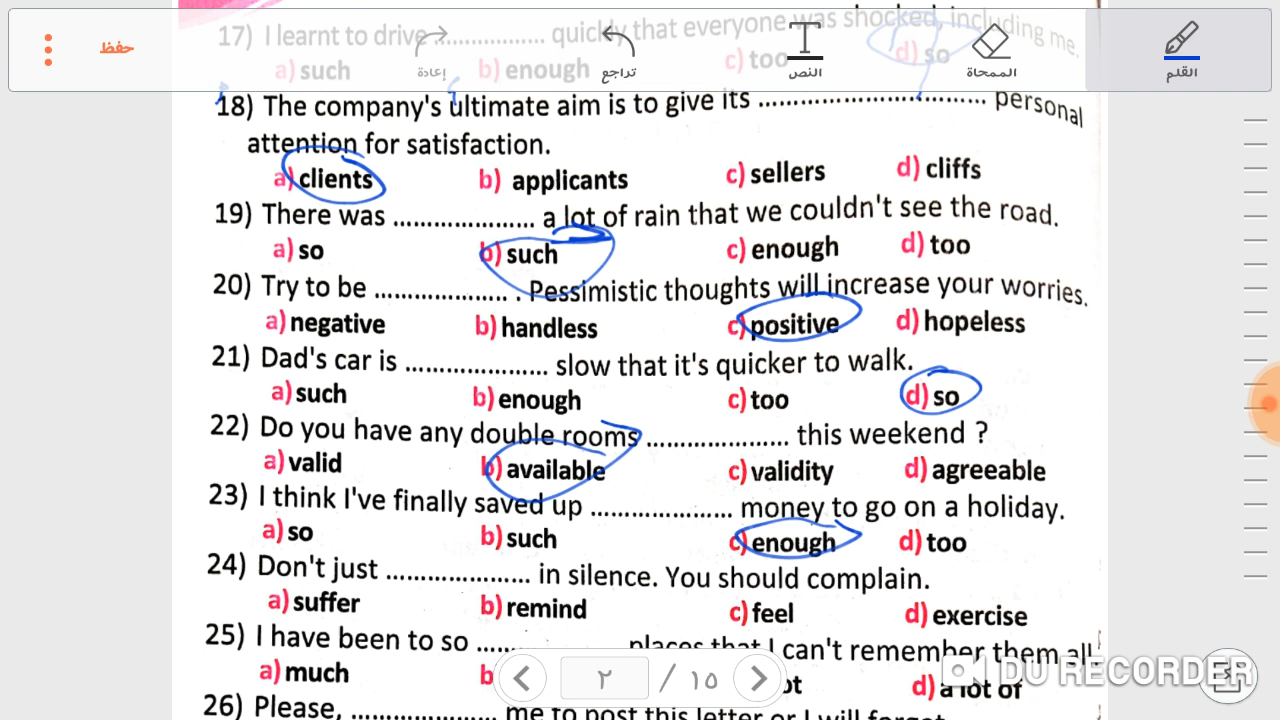 حفظ
إعادة
تراجع
النص
الممحاة
القلم
17) I learnt to drive ................ quickly that everyone was shocked, including me.
a) such b) enough c) too d) so
18) The company's ultimate aim is to give its ................................ personal
attention for satisfaction.
a) clients b) applicants c) sellers d) cliffs
19) There was .................... a lot of rain that we couldn't see the road.
a) so b) such c) enough d) too
20) Try to be .................... . Pessimistic thoughts will increase your worries.
a) negative b) handless c) positive d) hopeless
21) Dad's car is .................... slow that it's quicker to walk.
a) such b) enough c) too d) so
22) Do you have any double rooms .................... this weekend ?
a) valid b) available c) validity d) agreeable
23) I think I've finally saved up .................... money to go on a holiday.
a) so b) such c) enough d) too
24) Don't just .................... in silence. You should complain.
a) suffer b) remind c) feel d) exercise
25) I have been to so .................... places that I can't remember them all
a) much b d) a lot of
26) Please, .................... me to post this letter or I will forget
٢ / ١٥
DU RECORDER